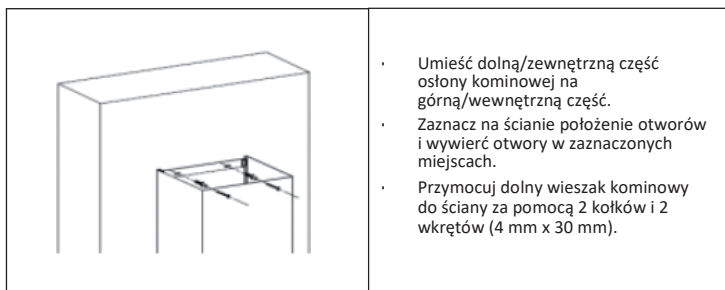 · Umieść dolną/zewnętrzną część
osłony kominowej na
górną/wewnętrzną część.
· Zaznacz na ścianie położenie otworów
i wywierć otwory w zaznaczonych
miejscach.
· Przymocuj dolny wieszak kominowy
do ściany za pomocą 2 kołków i 2
wkrętów (4 mm x 30 mm).